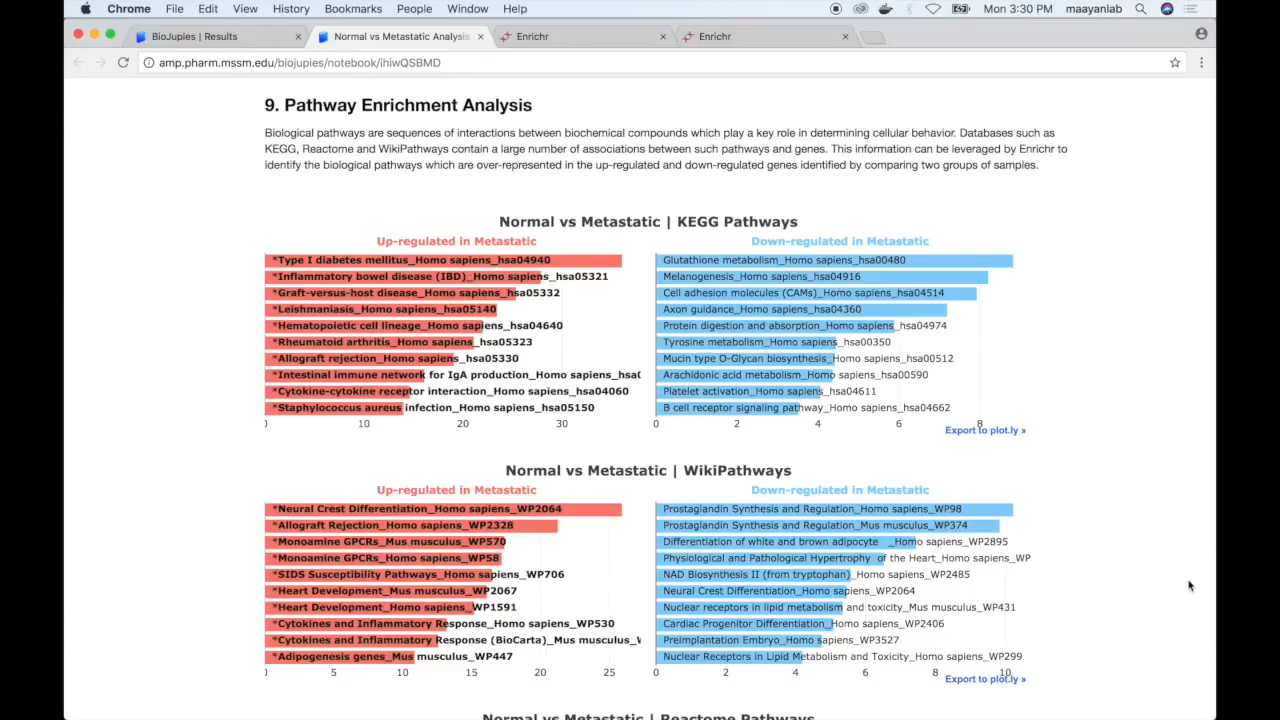 Chrome File Edit View History Bookmarks People Window Help Mon 3:30 PM maayanlab
BioJupies | Results Normal vs Metastatic Analysis Enrichr Enrichr
amp.pharm.mssm.edu/biojupies/notebook/ihiwQSBMD
9. Pathway Enrichment Analysis
Biological pathways are sequences of interactions between biochemical compounds which play a key role in determining cellular behavior. Databases such as
KEGG, Reactome and WikiPathways contain a large number of associations between such pathways and genes. This information can be leveraged by Enrichr to
identify the biological pathways which are over-represented in the up-regulated and down-regulated genes identified by comparing two groups of samples.
Normal vs Metastatic | KEGG Pathways
Up-regulated in Metastatic
*Type I diabetes mellitus_Homo sapiens_hsa04940
*Inflammatory bowel disease (IBD)_Homo sapiens_hsa05321
*Graft-versus-host disease_Homo sapiens_hsa05332
*Leishmaniasis_Homo sapiens_hsa05140
*Hematopoietic cell lineage_Homo sapiens_hsa04640
*Rheumatoid arthritis_Homo sapiens_hsa05323
*Allograft rejection_Homo sapiens_hsa05330
*Intestinal immune network for IgA production_Homo sapiens_hsa0
*Cytokine-cytokine receptor interaction_Homo sapiens_hsa04060
*Staphylococcus aureus infection_Homo sapiens_hsa05150
0 10 20 30
Down-regulated in Metastatic
Glutathione metabolism_Homo sapiens_hsa00480
Melanogenesis_Homo sapiens_hsa04916
Cell adhesion molecules (CAMs)_Homo sapiens_hsa04514
Axon guidance_Homo sapiens_hsa04360
Protein digestion and absorption_Homo sapiens_hsa04974
Tyrosine metabolism_Homo sapiens_hsa00350
Mucin type O-Glycan biosynthesis_Homo sapiens_hsa00512
Arachidonic acid metabolism_Homo sapiens_hsa00590
Platelet activation_Homo sapiens_hsa04611
B cell receptor signaling pathway_Homo sapiens_hsa04662
0 2 4 6 8
Export to plot.ly »
Normal vs Metastatic | WikiPathways
Up-regulated in Metastatic
*Neural Crest Differentiation_Homo sapiens_WP2064
*Allograft Rejection_Homo sapiens_WP2328
*Monoamine GPCRs_Mus musculus_WP570
*Monoamine GPCRs_Homo sapiens_WP58
*SIDS Susceptibility Pathways_Homo sapiens_WP706
*Heart Development_Mus musculus_WP2067
*Heart Development_Homo sapiens_WP1591
*Cytokines and Inflammatory Response_Homo sapiens_WP530
*Cytokines and Inflammatory Response (BioCarta)_Mus musculus_W
*Adipogenesis genes_Mus musculus_WP447
0 5 10 15 20 25
Down-regulated in Metastatic
Prostaglandin Synthesis and Regulation_Homo sapiens_WP98
Prostaglandin Synthesis and Regulation_Mus musculus_WP374
Differentiation of white and brown adipocyte _Homo sapiens_WP2895
Physiological and Pathological Hypertrophy of the Heart_Homo sapiens_WP
NAD Biosynthesis II (from tryptophan)_Homo sapiens_WP2485
Neural Crest Differentiation_Homo sapiens_WP2064
Nuclear receptors in lipid metabolism and toxicity_Mus musculus_WP431
Cardiac Progenitor Differentiation_Homo sapiens_WP2406
Preimplantation Embryo_Homo sapiens_WP3527
Nuclear Receptors in Lipid Metabolism and Toxicity_Homo sapiens_WP299
0 2 4 6 8 10
Export to plot.ly »
Normal vs Metastatic | Reactome Pathways